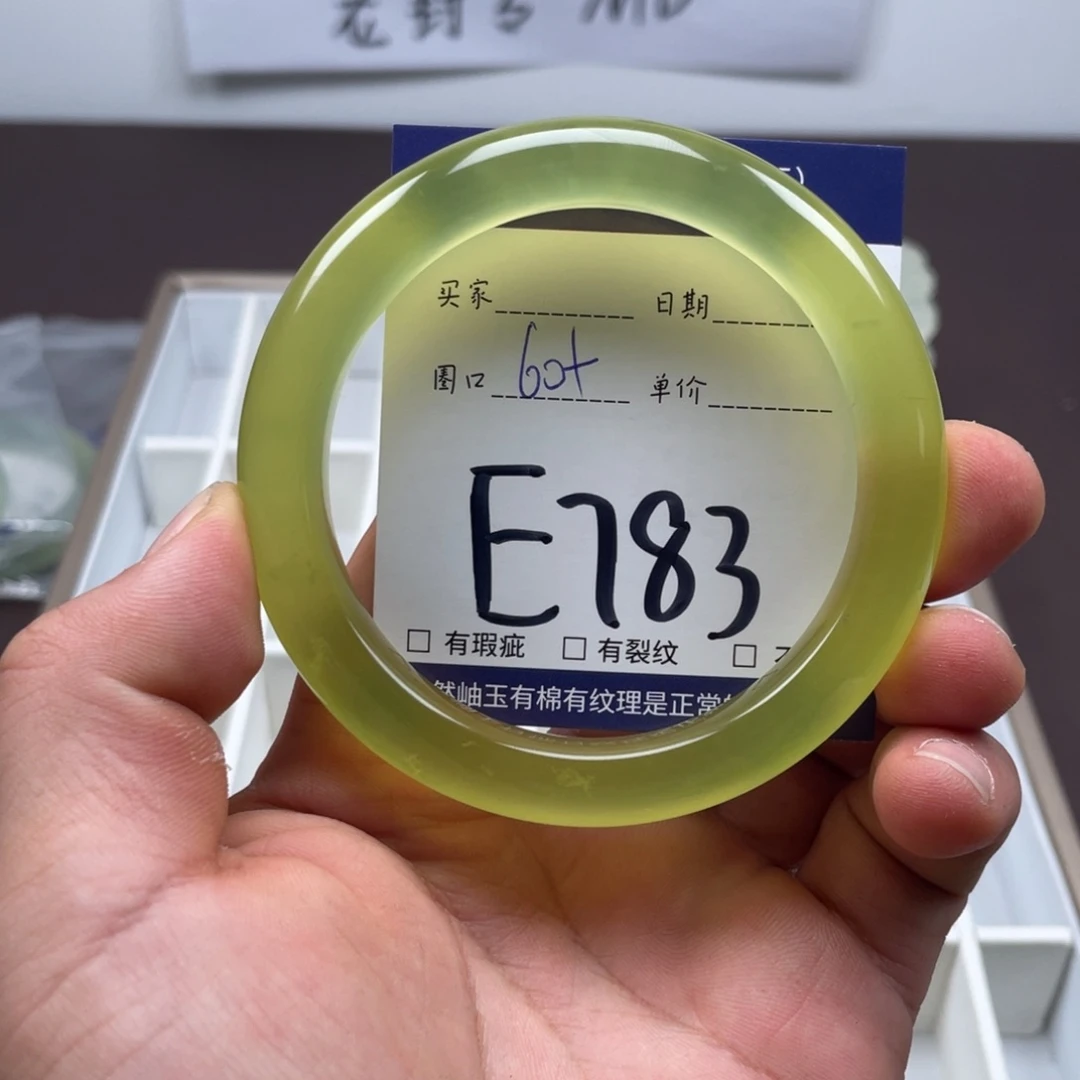 买家 日期
圈口 60+ 单价
E783
□ 有瑕疵 □ 有裂纹 □
然岫玉有棉有纹理是正常